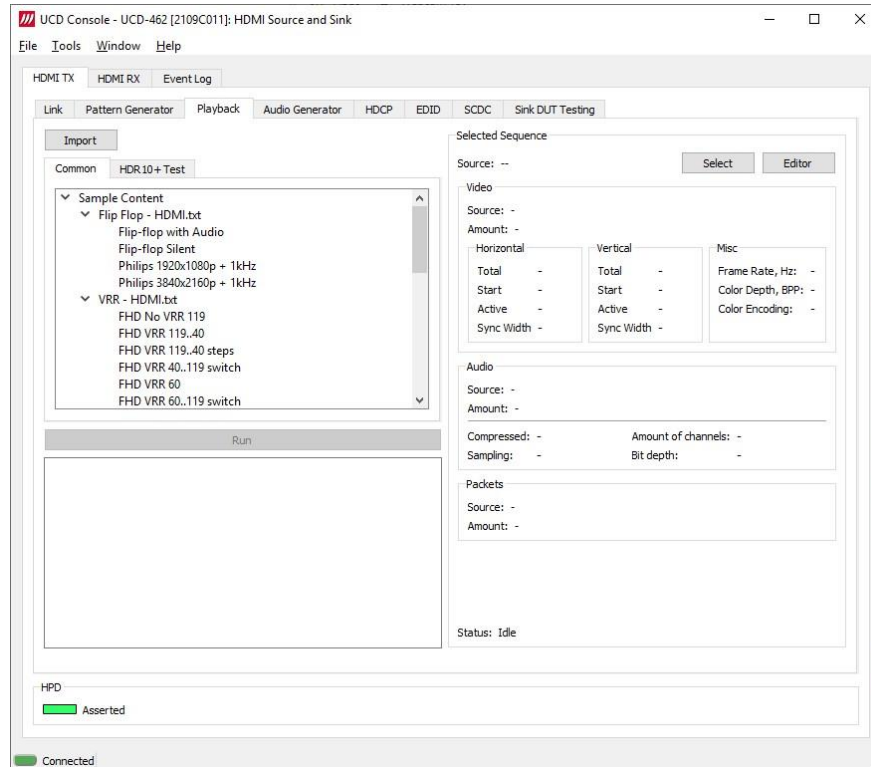 UCD Console - UCD-462 [2109C011]: HDMI Source and Sink
File Tools Window Help
HDMI TX HDMI RX Event Log
Link Pattern Generator Playback Audio Generator HDCP EDID SCDC Sink DUT Testing
Import
Common HDR10+ Test
Sample Content
Flip Flop - HDMI.txt
Flip-flop with Audio
Flip-flop Silent
Philips 1920x1080p + 1kHz
Philips 3840x2160p + 1kHz
VRR - HDMI.txt
FHD No VRR 119
FHD VRR 119..40
FHD VRR 119..40 steps
FHD VRR 40..119 switch
FHD VRR 60
FHD VRR 60..119 switch
Run
Selected Sequence
Source: --
Select Editor
Video
Source: -
Amount: -
Horizontal
Total -
Start -
Active -
Sync Width -
Vertical
Total -
Start -
Active -
Sync Width -
Misc
Frame Rate, Hz: -
Color Depth, BPP: -
Color Encoding: -
Audio
Source: -
Amount: -
Compressed: - Amount of channels: -
Sampling: - Bit depth: -
Packets
Source: -
Amount: -
Status: Idle
HPD
Asserted
Connected